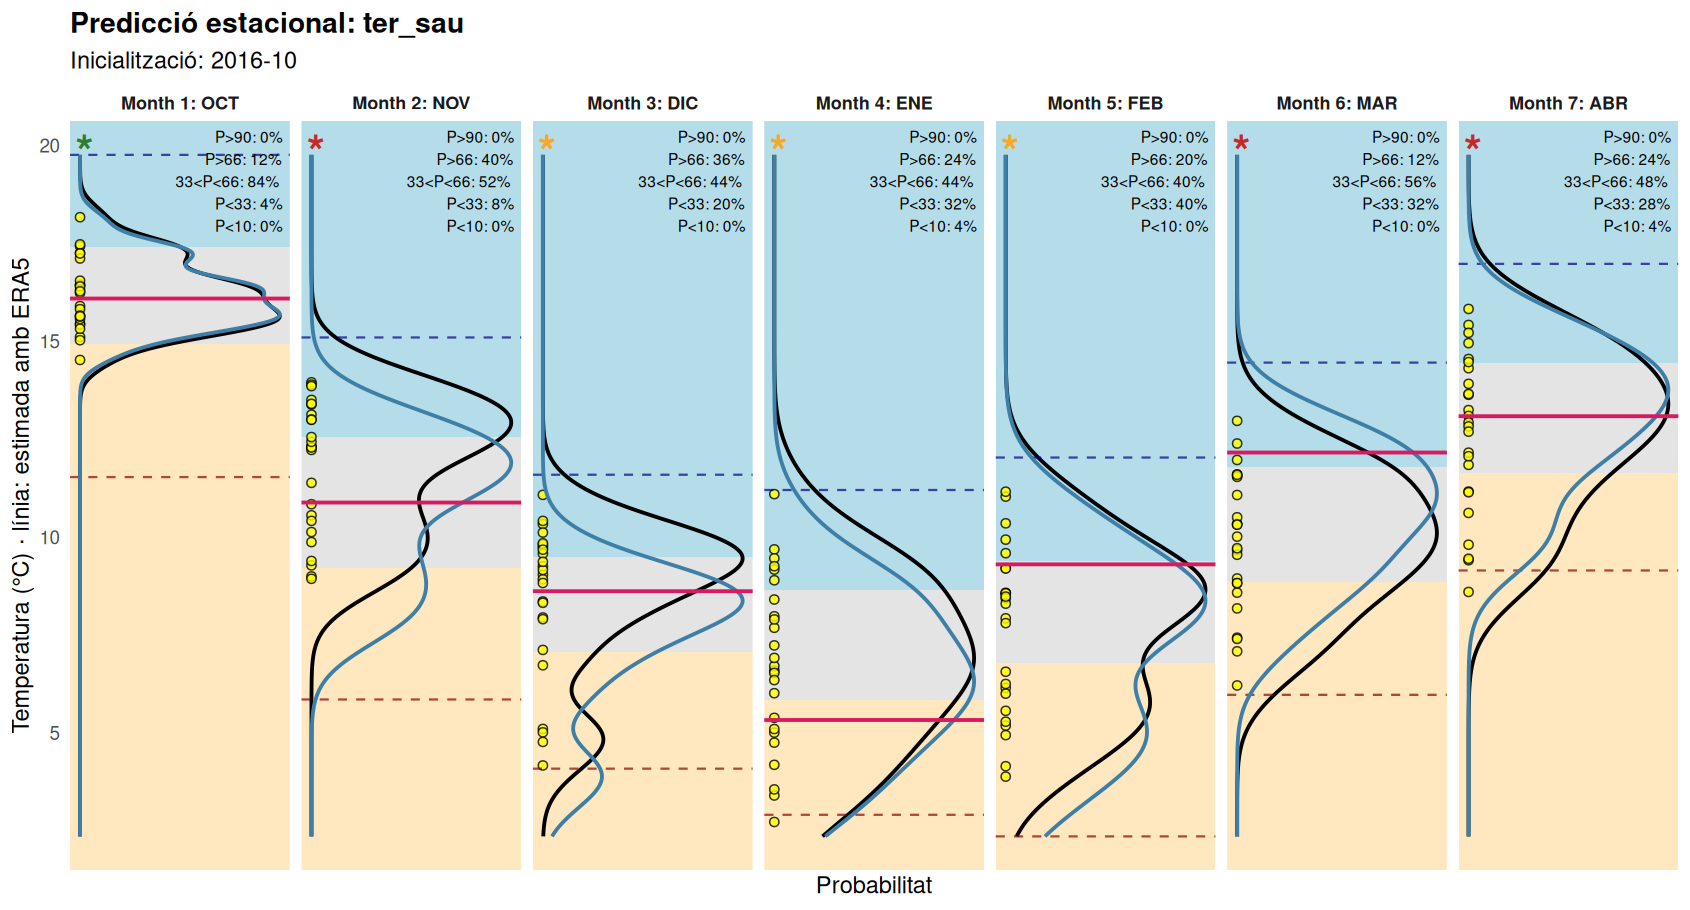 Predicció estacional: ter_sau
Inicialització: 2016-10
Month 1: OCT
Month 2: NOV
Month 3: DIC
Month 4: ENE
Month 5: FEB
Month 6: MAR
Month 7: ABR
Temperatura (°C) · línia: estimada amb ERA5
20
15
10
5
*
P>90: 0%
P>66: 12%
33<P<66: 84%
P<33: 4%
P<10: 0%
*
P>90: 0%
P>66: 40%
33<P<66: 52%
P<33: 8%
P<10: 0%
*
P>90: 0%
P>66: 36%
33<P<66: 44%
P<33: 20%
P<10: 0%
*
P>90: 0%
P>66: 24%
33<P<66: 44%
P<33: 32%
P<10: 4%
*
P>90: 0%
P>66: 20%
33<P<66: 40%
P<33: 40%
P<10: 0%
*
P>90: 0%
P>66: 12%
33<P<66: 56%
P<33: 32%
P<10: 0%
*
P>90: 0%
P>66: 24%
33<P<66: 48%
P<33: 28%
P<10: 4%
Probabilitat